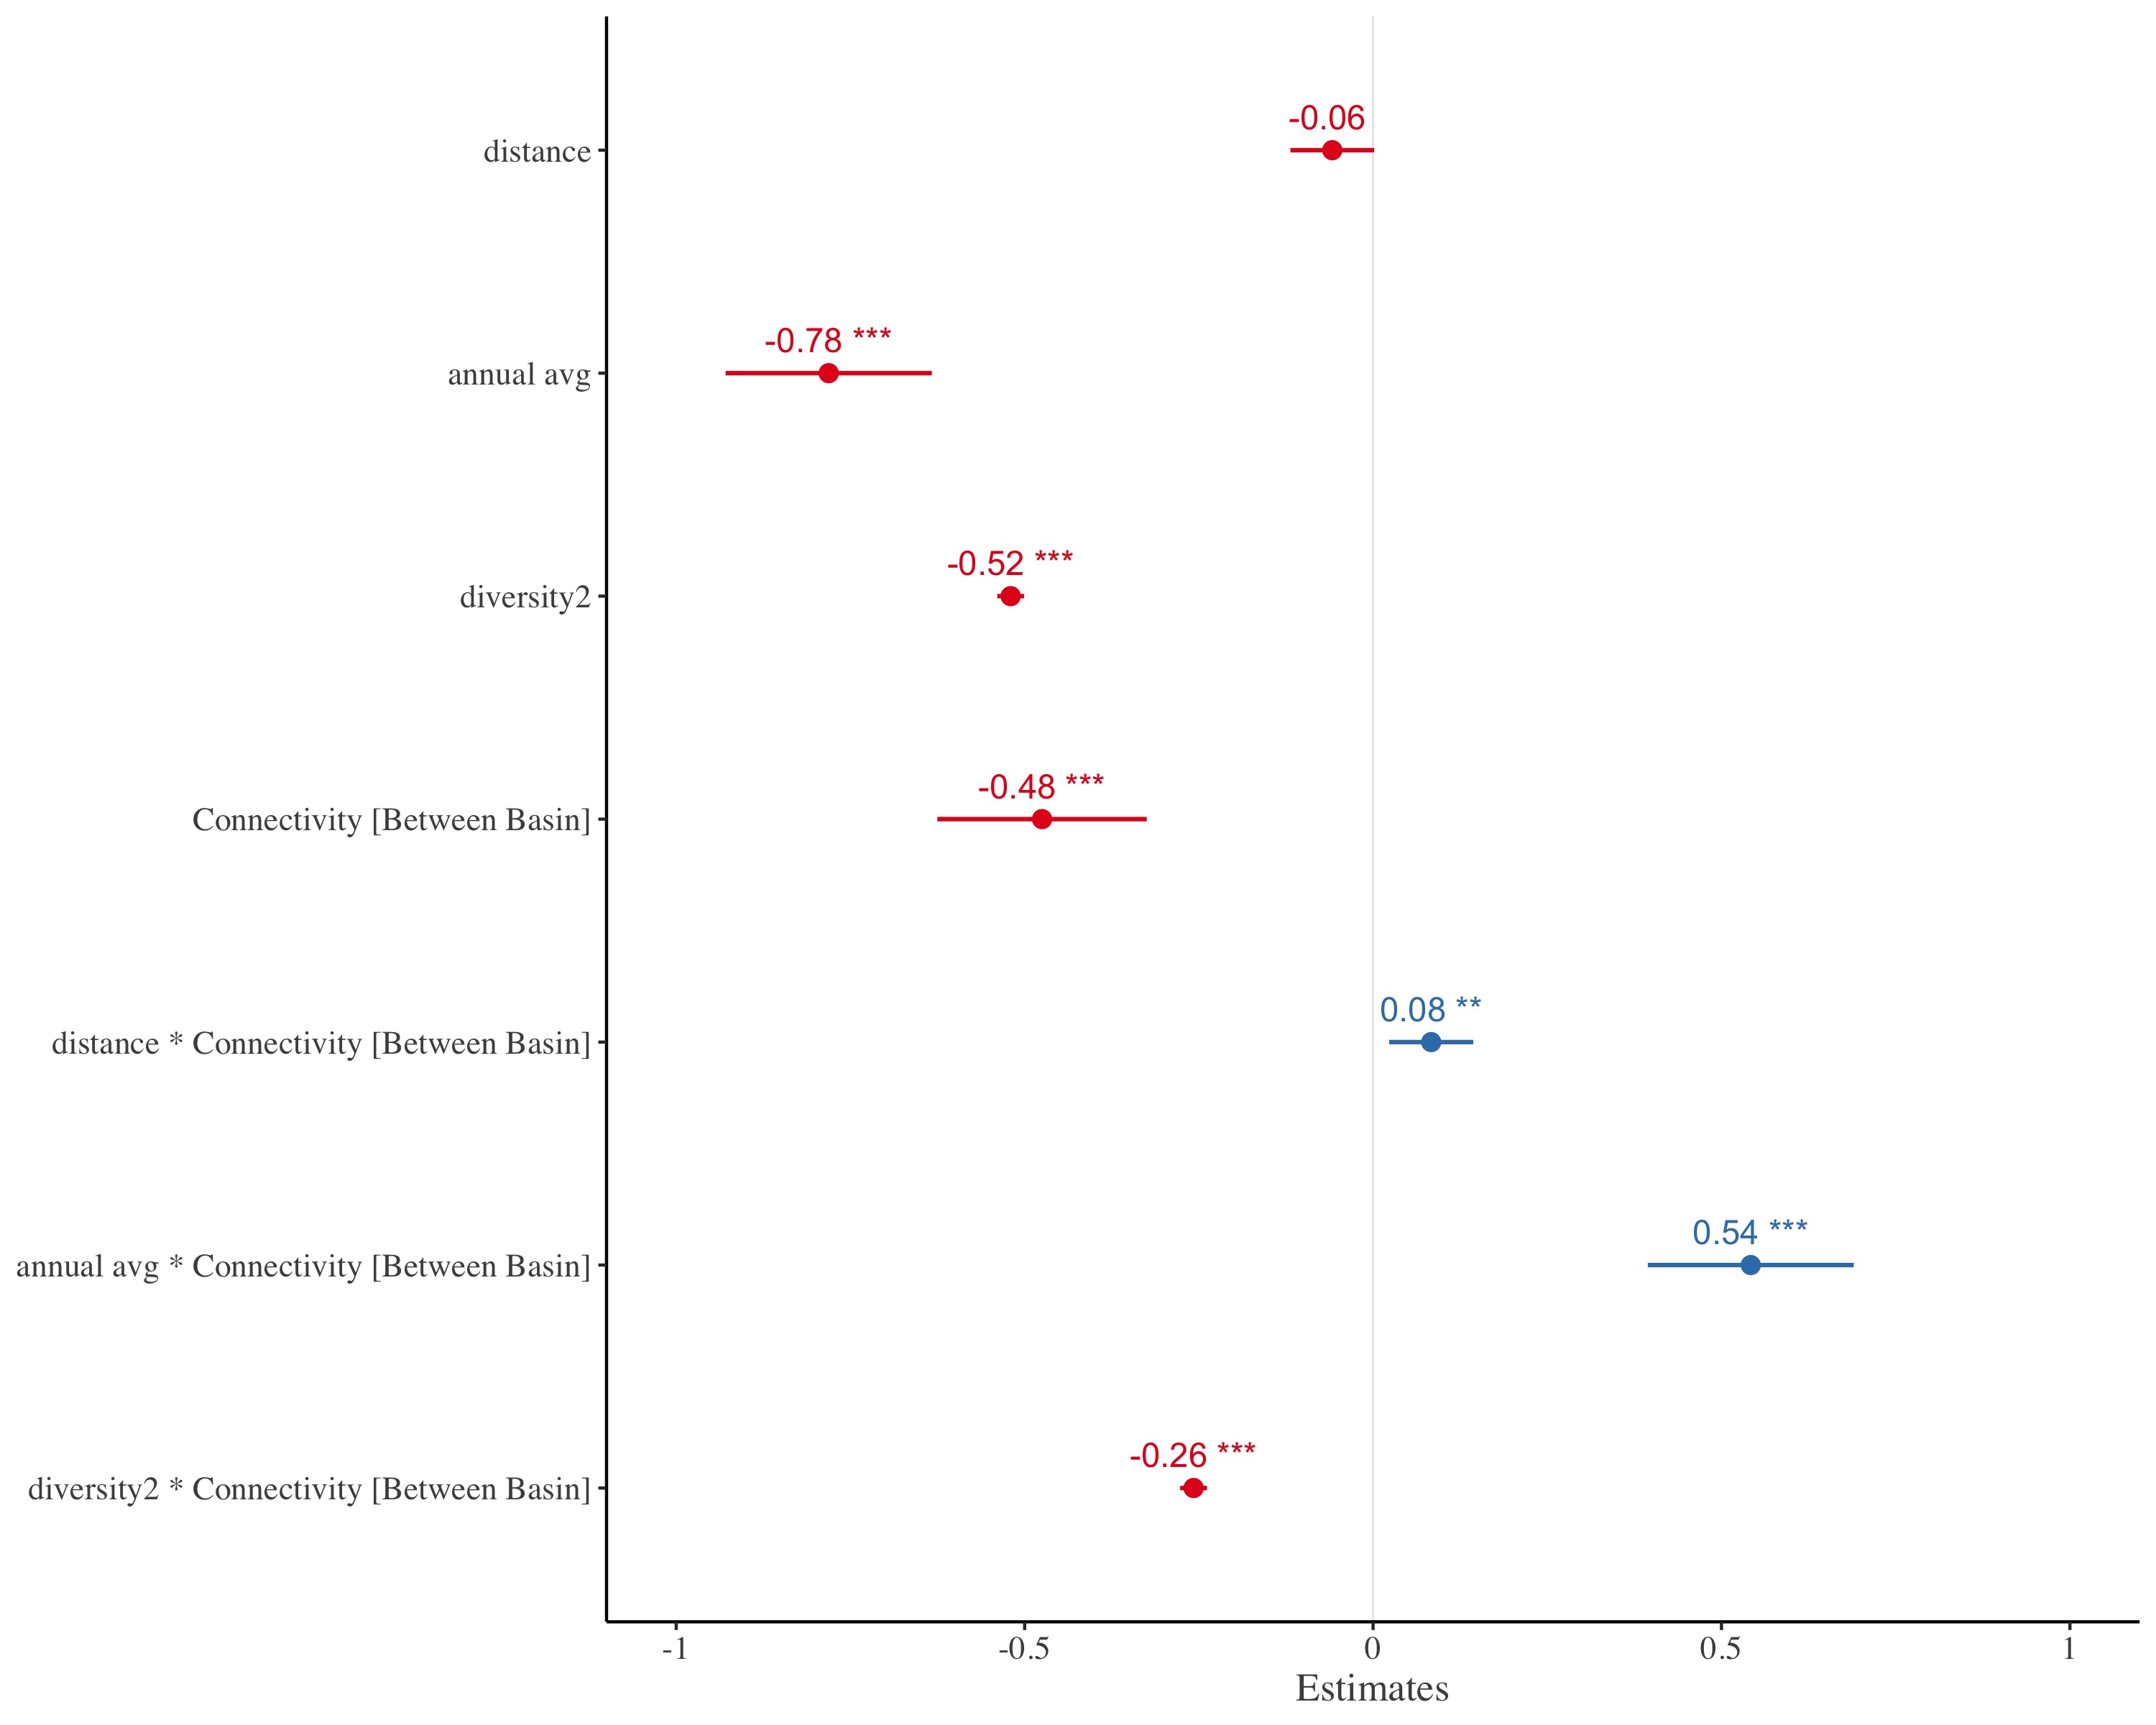 -0.06
distance
-0.78 ***
annual avg
-0.52 ***
diversity2
-0.48 ***
Connectivity [Between Basin]
0.08 **
distance * Connectivity [Between Basin]
0.54 ***
annual avg * Connectivity [Between Basin]
-0.26 ***
diversity2 * Connectivity [Between Basin]
-1 -0.5 0 0.5 1
Estimates